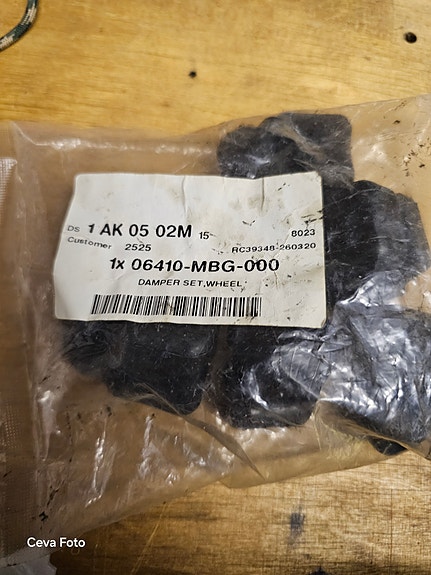 DS 1 AK 05 02M 15 8023
Customer 2525 RC39348-260320
1x 06410-MBG-000
DAMPER SET,WHEEL
Ceva Foto